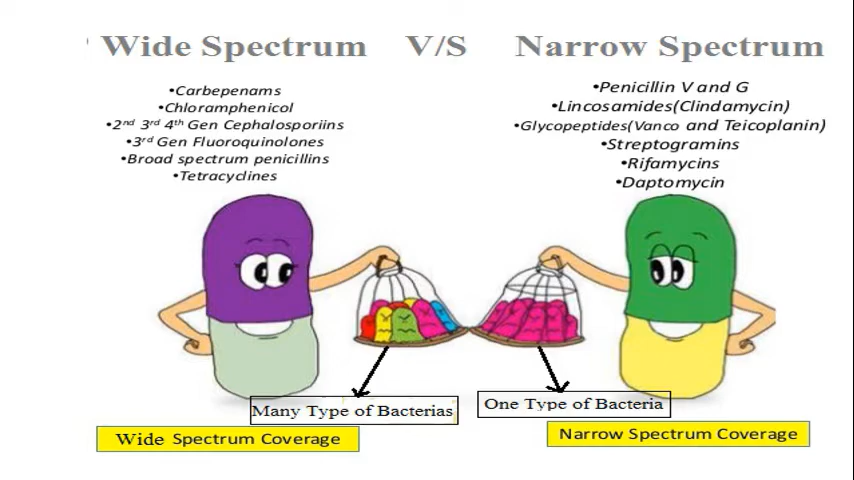 Wide Spectrum V/S Narrow Spectrum
•Carbepenams
•Chloramphenicol
•2nd 3rd 4th Gen Cephalosporiins
•3rd Gen Fluoroquinolones
•Broad spectrum penicillins
•Tetracyclines
•Penicillin V and G
•Lincosamides(Clindamycin)
•Glycopeptides(Vanco and Teicoplanin)
•Streptogramins
•Rifamycins
•Daptomycin
Many Type of Bacterias
One Type of Bacteria
Wide Spectrum Coverage
Narrow Spectrum Coverage